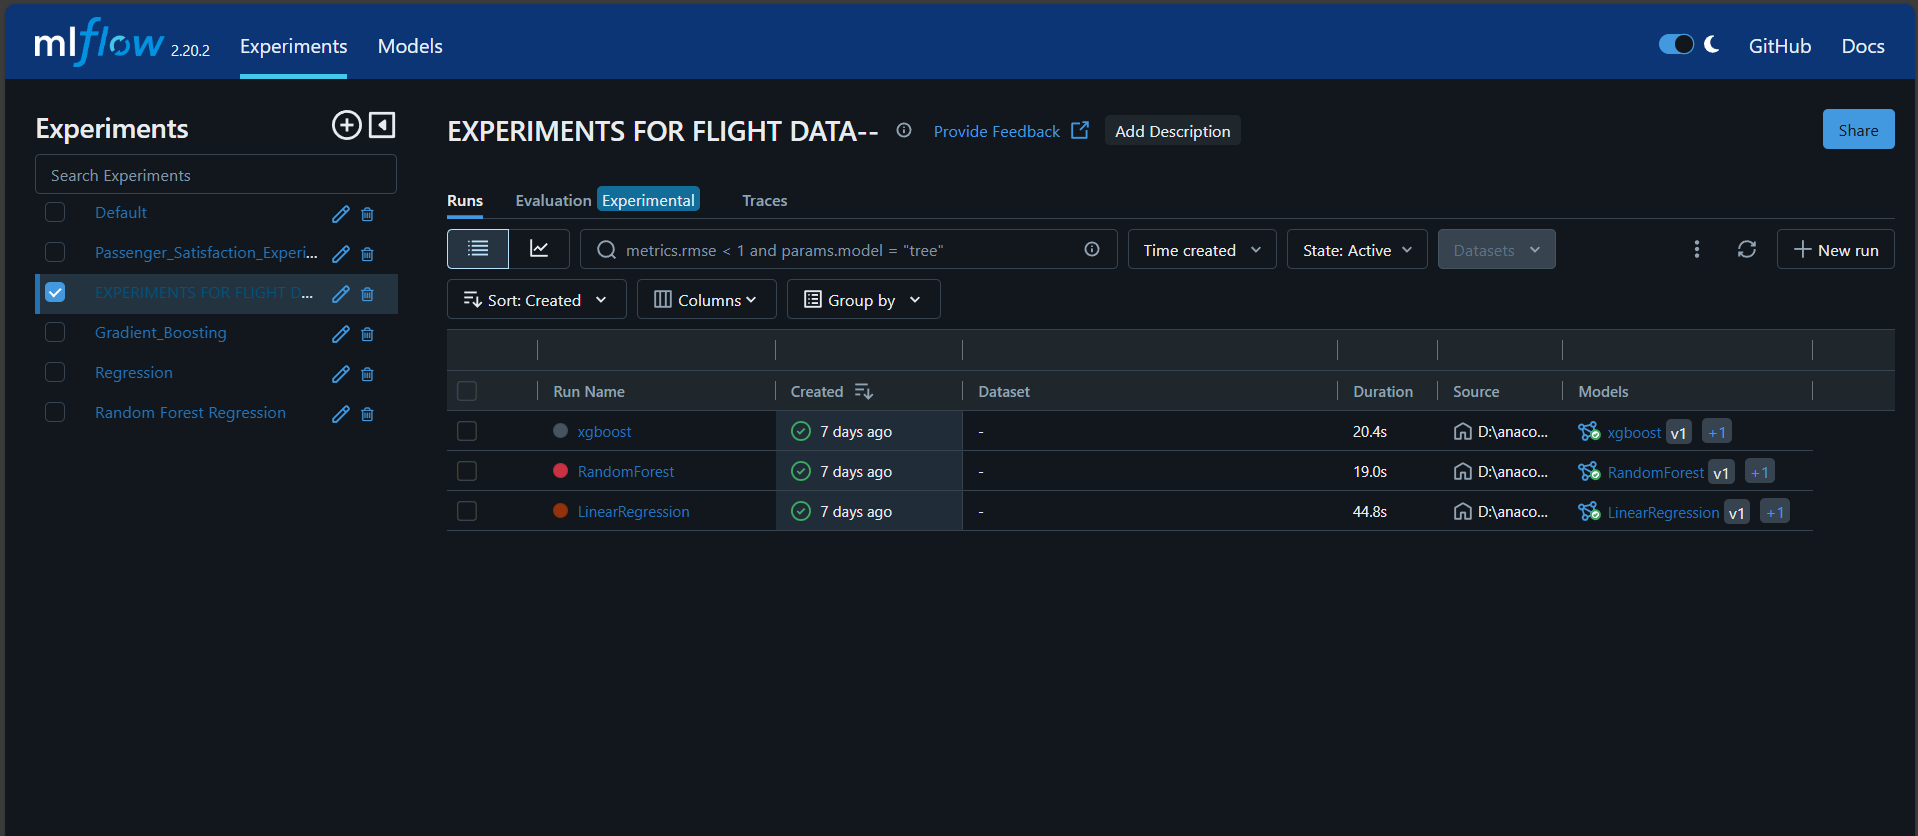 mlflow 2.20.2 Experiments Models GitHub Docs
Experiments
Search Experiments
Default
Passenger_Satisfaction_Experi...
EXPERIMENTS FOR FLIGHT D...
Gradient_Boosting
Regression
Random Forest Regression
EXPERIMENTS FOR FLIGHT DATA-- Provide Feedback Add Description Share
Runs Evaluation Experimental Traces
metrics.rmse < 1 and params.model = "tree" Time created State: Active Datasets New run
Sort: Created Columns Group by
Run Name Created Dataset Duration Source Models
xgboost 7 days ago - 20.4s D:\anaco... xgboost v1 +1
RandomForest 7 days ago - 19.0s D:\anaco... RandomForest v1 +1
LinearRegression 7 days ago - 44.8s D:\anaco... LinearRegression v1 +1